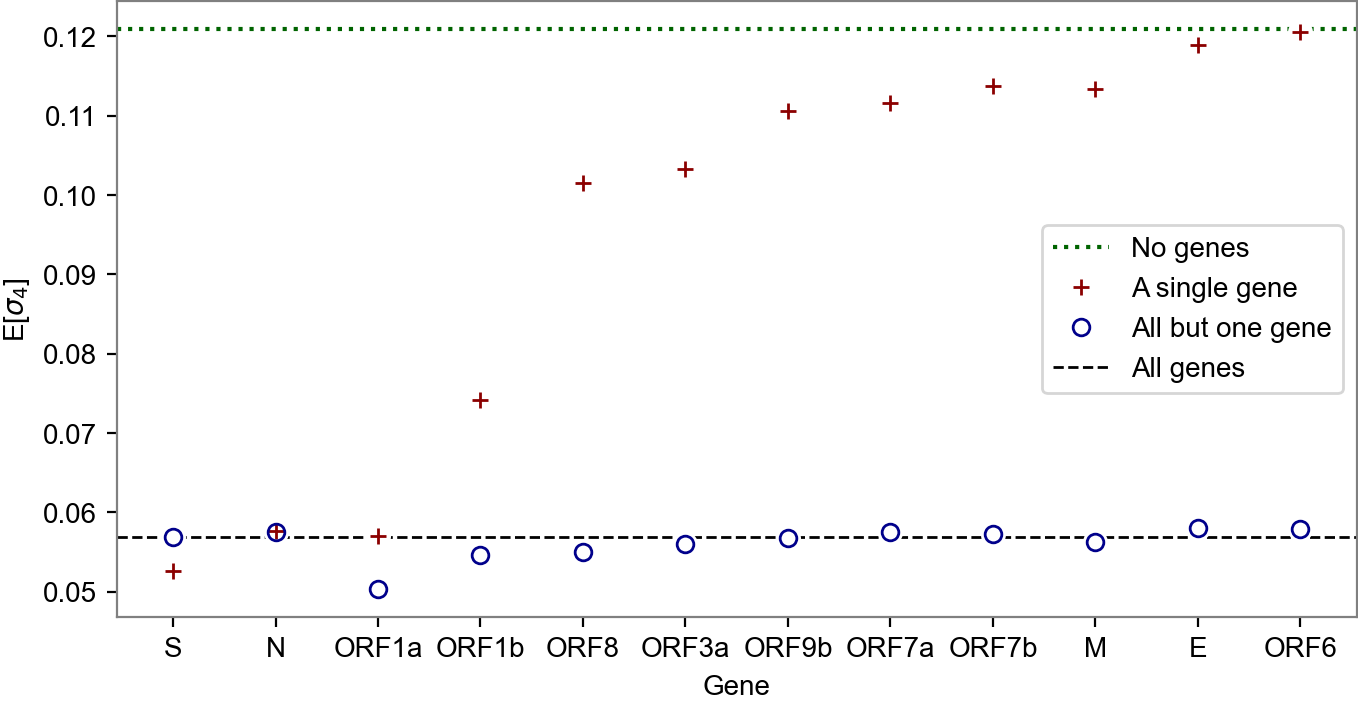 E[σ₄]
0.12
0.11
0.10
0.09
0.08
0.07
0.06
0.05
No genes
A single gene
All but one gene
All genes
S N ORF1a ORF1b ORF8 ORF3a ORF9b ORF7a ORF7b M E ORF6
Gene